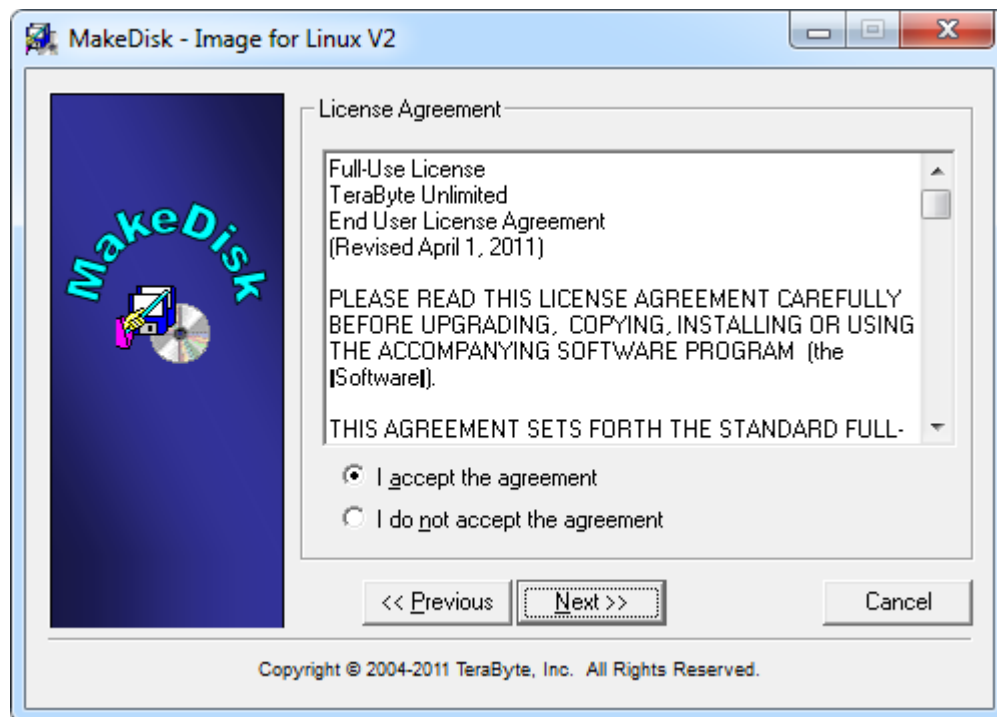 MakeDisk - Image for Linux V2
MakeDisk
License Agreement
Full-Use License
TeraByte Unlimited
End User License Agreement
(Revised April 1, 2011)
PLEASE READ THIS LICENSE AGREEMENT CAREFULLY
BEFORE UPGRADING,  COPYING, INSTALLING OR USING
THE ACCOMPANYING SOFTWARE PROGRAM  (the
▌Software▌).
THIS AGREEMENT SETS FORTH THE STANDARD FULL-
I accept the agreement
I do not accept the agreement
<< Previous
Next >>
Cancel
Copyright © 2004-2011 TeraByte, Inc.  All Rights Reserved.